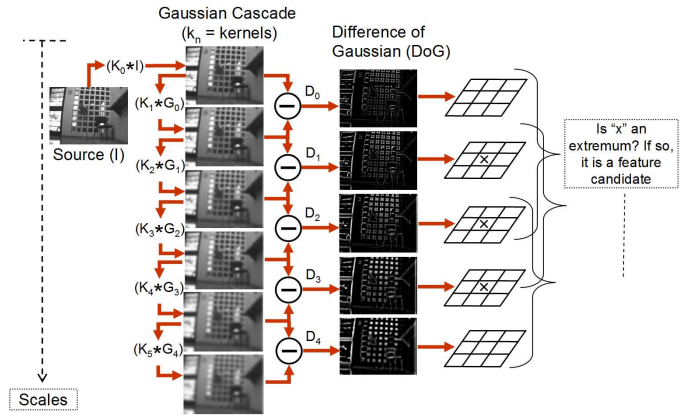 Gaussian Cascade
(kn = kernels)
Difference of
Gaussian (DoG)
(K0*I)
Source (I)
(K1*G0)
(K2*G1)
(K3*G2)
(K4*G3)
(K5*G4)
Scales
D0
D1
D2
D3
D4
x
x
x
Is “x” an
extremum? If so,
it is a feature
candidate